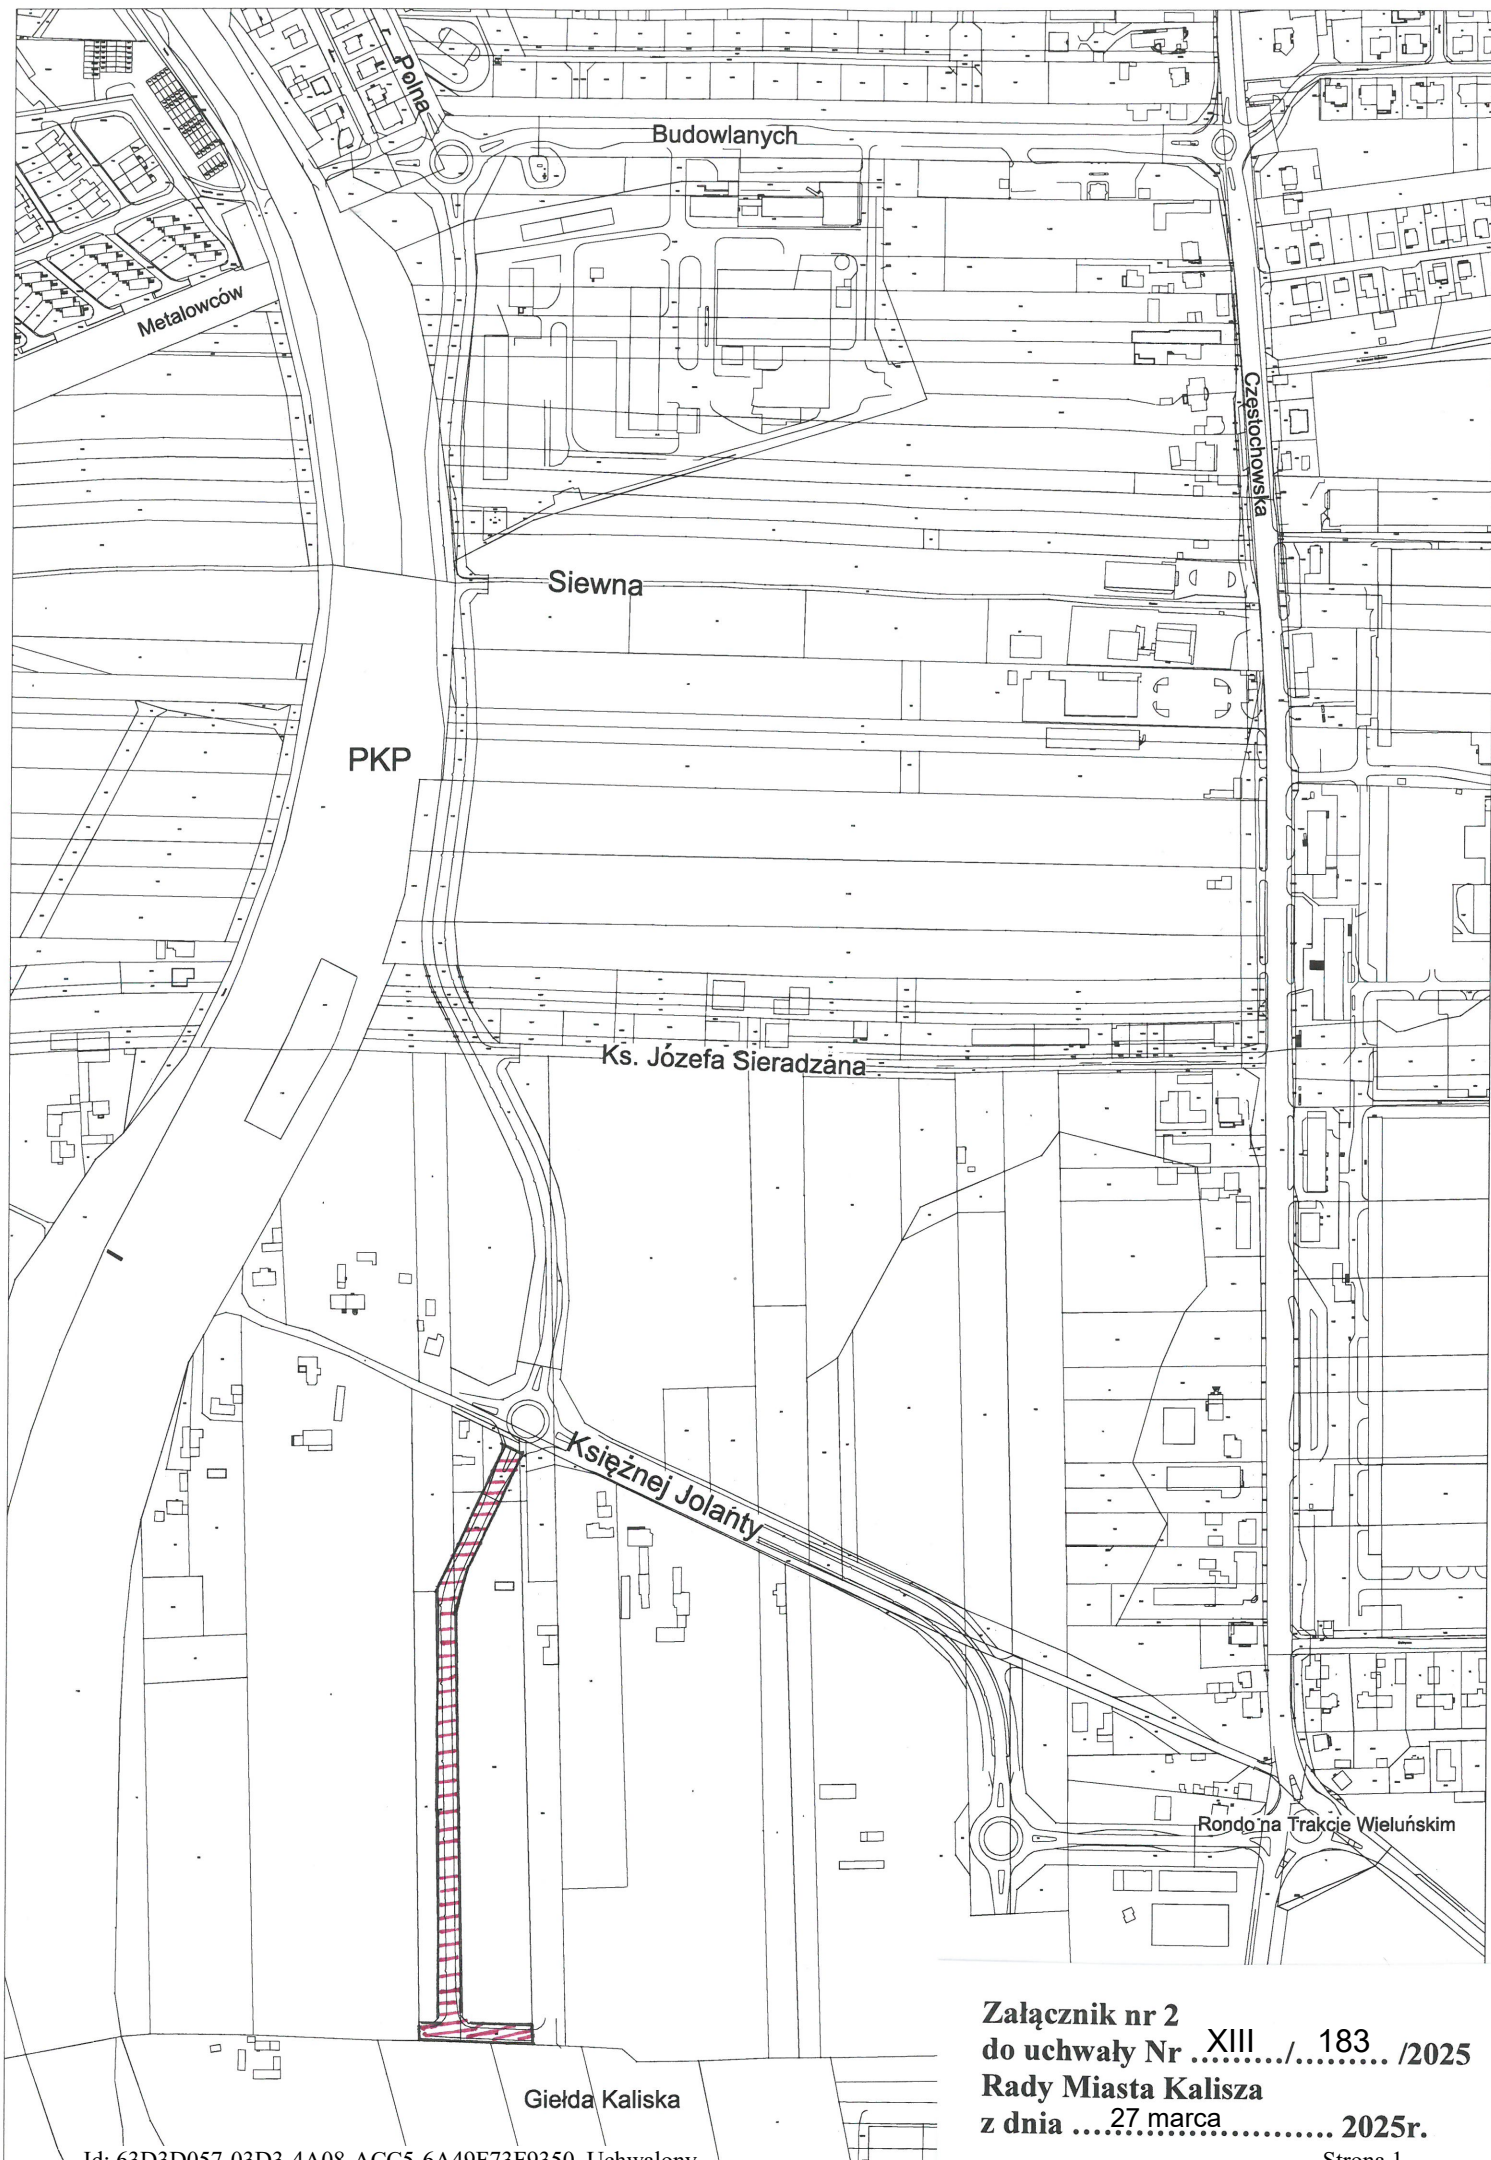 Polna
Budowlanych
Metalowców
Częstochowska
Siewna
PKP
Ks. Józefa Sieradzana
Księżnej Jolanty
Rondo na Trakcie Wieluńskim
Giełda Kaliska
Załącznik nr 2
do uchwały Nr ...XIII....../...183... /2025
Rady Miasta Kalisza
z dnia ....27 marca.................. 2025r.
Id: 63D3D057-03D3-4A08-ACC5-6A49F73F9350. Uchwalony
Strona 1